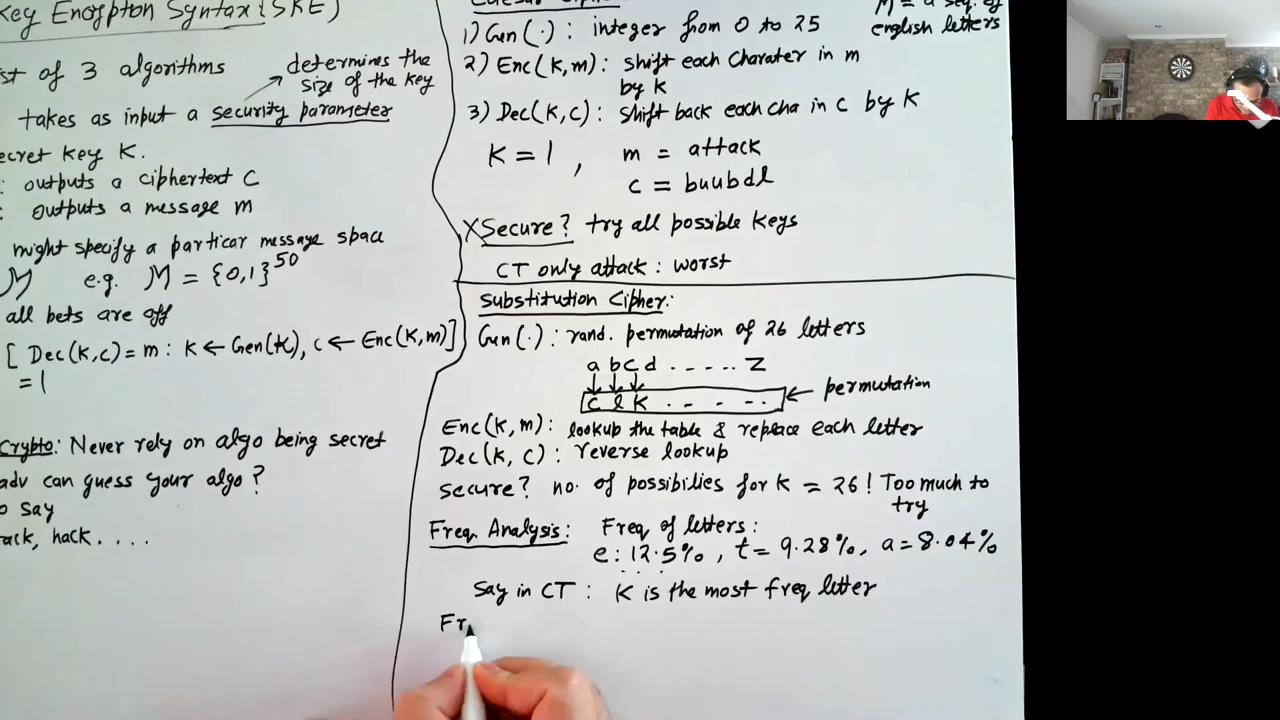 Key Encryption Syntax (SKE)
st of 3 algorithms
determines the
size of the key
takes as input a security parameter
ecret key K.
: outputs a ciphertext C
: outputs a message m
might specify a particar message space
M e.g. M = {0,1}^50
all bets are off
[ Dec(K,C) = m : K ← Gen( ), C ← Enc(K,m) ]
= 1
Crypto: Never rely on algo being secret
adv can guess your algo?
o say
ack, hack. . . .
M = a seq. of
english letters
1) Gen(·): integer from 0 to 25
2) Enc(K,m): shift each charater in m
by K
3) Dec(K,C): shift back each cha in C by K
K = 1 , m = attack
C = buubdl
X Secure? try all possible keys
CT only attack: worst
Substitution Cipher:
Gen(·): rand. permutation of 26 letters
a b c d . . . . . . Z
c l K . . . . . ← permutation
Enc(K,m): lookup the table & replace each letter
Dec(K, C): reverse lookup
secure? no. of possibilies for K = 26! Too much to
try
Freq. Analysis: Freq of letters:
e: 12.5%, t = 9.28%, a = 8.04%
. . .
Say in CT: K is the most freq letter
Fr